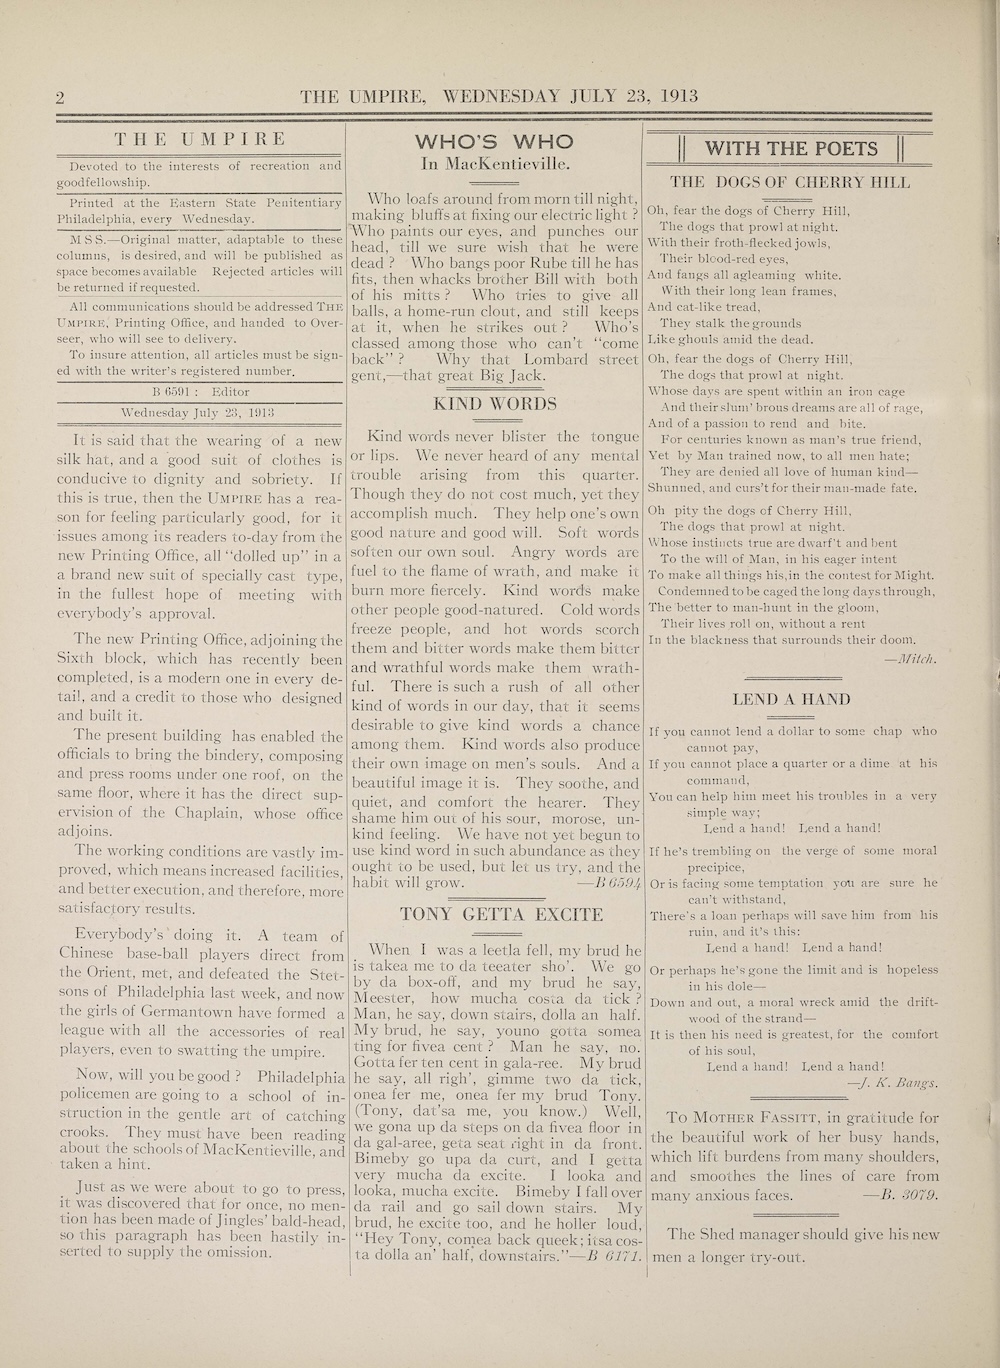 2
THE UMPIRE, WEDNESDAY JULY 23, 1913
THE UMPIRE
Devoted to the interests of recreation and
goodfellowship.
Printed at the Eastern State Penitentiary
Philadelphia, every Wednesday.
MSS.—Original matter, adaptable to these
columns, is desired, and will be published as
space becomes available Rejected articles will
be returned if requested.
All communications should be addressed THE
UMPIRE, Printing Office, and handed to Over-
seer, who will see to delivery.
To insure attention, all articles must be sign-
ed with the writer's registered number.
B 6591 : Editor
Wednesday July 23, 1913
It is said that the wearing of a new
silk hat, and a good suit of clothes is
conducive to dignity and sobriety. If
this is true, then the UMPIRE has a rea-
son for feeling particularly good, for it
issues among its readers to-day from the
new Printing Office, all "dolled up" in a
a brand new suit of specially cast type,
in the fullest hope of meeting with
everybody's approval.
The new Printing Office, adjoining the
Sixth block, which has recently been
completed, is a modern one in every de-
tail, and a credit to those who designed
and built it.
The present building has enabled the
officials to bring the bindery, composing
and press rooms under one roof, on the
same floor, where it has the direct sup-
ervision of the Chaplain, whose office
adjoins.
The working conditions are vastly im-
proved, which means increased facilities,
and better execution, and therefore, more
satisfactory results.
Everybody's doing it. A team of
Chinese base-ball players direct from
the Orient, met, and defeated the Stet-
sons of Philadelphia last week, and now
the girls of Germantown have formed a
league with all the accessories of real
players, even to swatting the umpire.
Now, will you be good ? Philadelphia
policemen are going to a school of in-
struction in the gentle art of catching
crooks. They must have been reading
about the schools of MacKentieville, and
taken a hint.
Just as we were about to go to press,
it was discovered that for once, no men-
tion has been made of Jingles' bald-head,
so this paragraph has been hastily in-
serted to supply the omission.
WHO'S WHO
In MacKentieville.
Who loafs around from morn till night,
making bluffs at fixing our electric light ?
Who paints our eyes, and punches our
head, till we sure wish that he were
dead ? Who bangs poor Rube till he has
fits, then whacks brother Bill with both
of his mitts ? Who tries to give all
balls, a home-run clout, and still keeps
at it, when he strikes out ? Who's
classed among those who can't "come
back" ? Why that Lombard street
gent,—that great Big Jack.
KIND WORDS
Kind words never blister the tongue
or lips. We never heard of any mental
trouble arising from this quarter.
Though they do not cost much, yet they
accomplish much. They help one's own
good nature and good will. Soft words
soften our own soul. Angry words are
fuel to the flame of wrath, and make it
burn more fiercely. Kind words make
other people good-natured. Cold words
freeze people, and hot words scorch
them and bitter words make them bitter
and wrathful words make them wrath-
ful. There is such a rush of all other
kind of words in our day, that it seems
desirable to give kind words a chance
among them. Kind words also produce
their own image on men's souls. And a
beautiful image it is. They soothe, and
quiet, and comfort the hearer. They
shame him out of his sour, morose, un-
kind feeling. We have not yet begun to
use kind word in such abundance as they
ought to be used, but let us try, and the
habit will grow. —B 6594
TONY GETTA EXCITE
When I was a leetla fell, my brud he
is takea me to da teeater sho'. We go
by da box-off, and my brud he say,
Meester, how mucha costa da tick ?
Man, he say, down stairs, dolla an half.
My brud, he say, youno gotta somea
ting for fivea cent ? Man he say, no.
Gotta fer ten cent in gala-ree. My brud
he say, all righ', gimme two da tick,
onea fer me, onea fer my brud Tony.
(Tony, dat'sa me, you know.) Well,
we gona up da steps on da fivea floor in
da gal-aree, geta seat right in da front.
Bimeby go upa da curt, and I getta
very mucha da excite. I looka and
looka, mucha excite. Bimeby I fall over
da rail and go sail down stairs. My
brud, he excite too, and he holler loud,
"Hey Tony, comea back queek; itsa cos-
ta dolla an' half, downstairs."—B 6171.
WITH THE POETS
THE DOGS OF CHERRY HILL
Oh, fear the dogs of Cherry Hill,
The dogs that prowl at night.
With their froth-flecked jowls,
Their blood-red eyes,
And fangs all agleaming white.
With their long lean frames,
And cat-like tread,
They stalk the grounds
Like ghouls amid the dead.
Oh, fear the dogs of Cherry Hill,
The dogs that prowl at night.
Whose days are spent within an iron cage
And their slum'brous dreams are all of rage,
And of a passion to rend and bite.
For centuries known as man's true friend,
Yet by Man trained now, to all men hate;
They are denied all love of human kind—
Shunned, and curs't for their man-made fate.
Oh pity the dogs of Cherry Hill,
The dogs that prowl at night.
Whose instincts true are dwarf't and bent
To the will of Man, in his eager intent
To make all things his, in the contest for Might.
Condemned to be caged the long days through,
The better to man-hunt in the gloom,
Their lives roll on, without a rent
In the blackness that surrounds their doom.
—Mitch.
LEND A HAND
If you cannot lend a dollar to some chap who
cannot pay,
If you cannot place a quarter or a dime at his
command,
You can help him meet his troubles in a very
simple way;
Lend a hand! Lend a hand!
If he's trembling on the verge of some moral
precipice,
Or is facing some temptation you are sure he
can't withstand,
There's a loan perhaps will save him from his
ruin, and it's this:
Lend a hand! Lend a hand!
Or perhaps he's gone the limit and is hopeless
in his dole—
Down and out, a moral wreck amid the drift-
wood of the strand—
It is then his need is greatest, for the comfort
of his soul,
Lend a hand! Lend a hand!
—J. K. Bangs.
TO MOTHER FASSITT, in gratitude for
the beautiful work of her busy hands,
which lift burdens from many shoulders,
and smoothes the lines of care from
many anxious faces. —B. 3079.
The Shed manager should give his new
men a longer try-out.